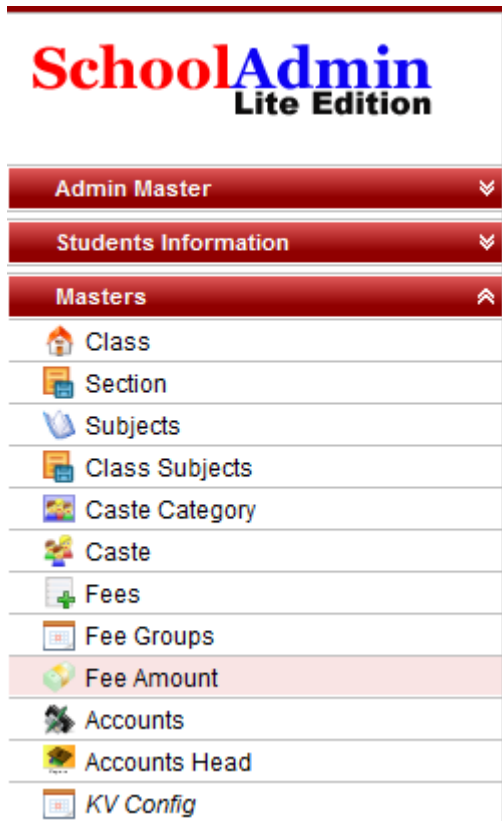 SchoolAdmin
Lite Edition
Admin Master
Students Information
Masters
Class
Section
Subjects
Class Subjects
Caste Category
Caste
Fees
Fee Groups
Fee Amount
Accounts
Accounts Head
KV Config